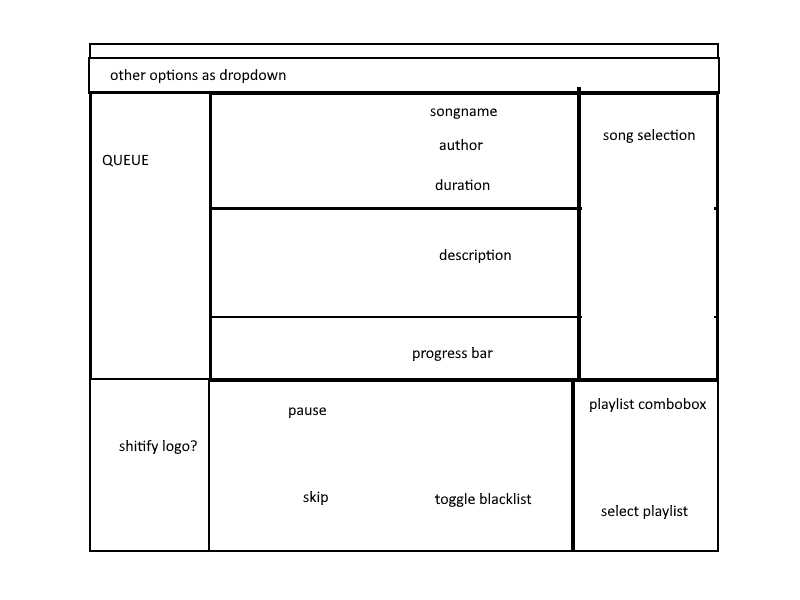 other options as dropdown
QUEUE
songname
author
duration
song selection
description
progress bar
shitify logo?
pause
skip
toggle blacklist
playlist combobox
select playlist